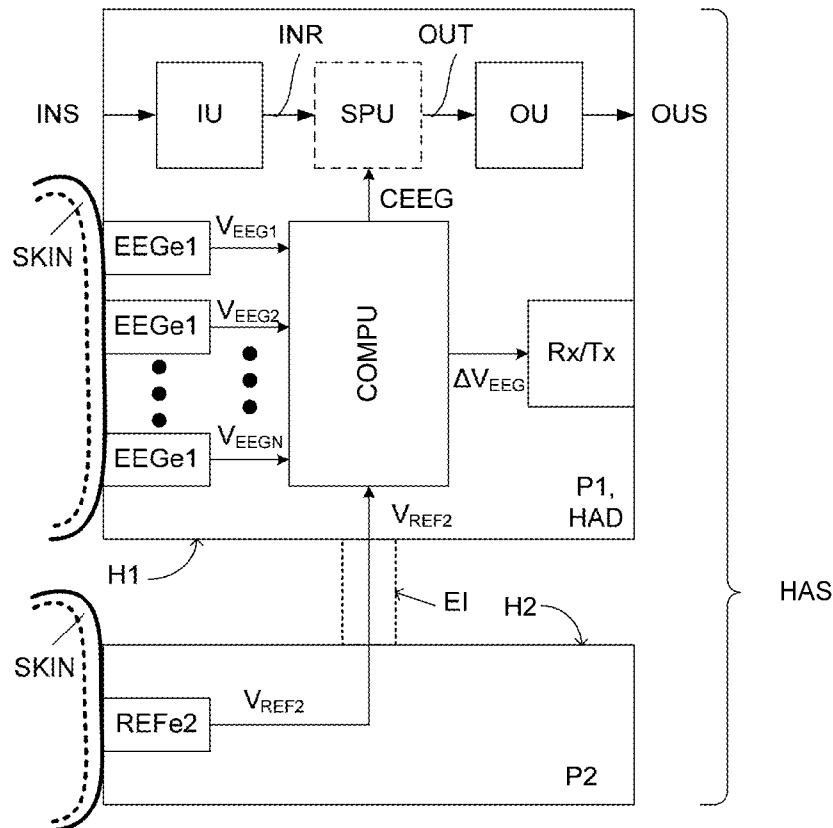 INR
OUT
INS
IU
SPU
OU
OUS
CEEG
SKIN
EEGe1
VEEG1
EEGe1
VEEG2
EEGe1
VEEGN
COMPU
ΔVEEG
Rx/Tx
P1,
HAD
VREF2
H1
EI
H2
HAS
SKIN
REFe2
VREF2
P2